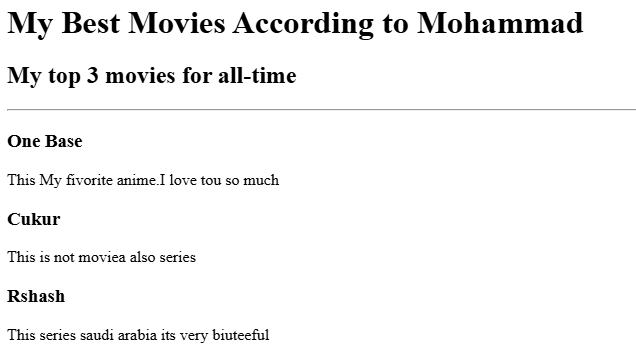 My Best Movies According to Mohammad
My top 3 movies for all-time
One Base
This My fivorite anime.I love tou so much
Cukur
This is not moviea also series
Rshash
This series saudi arabia its very biuteeful